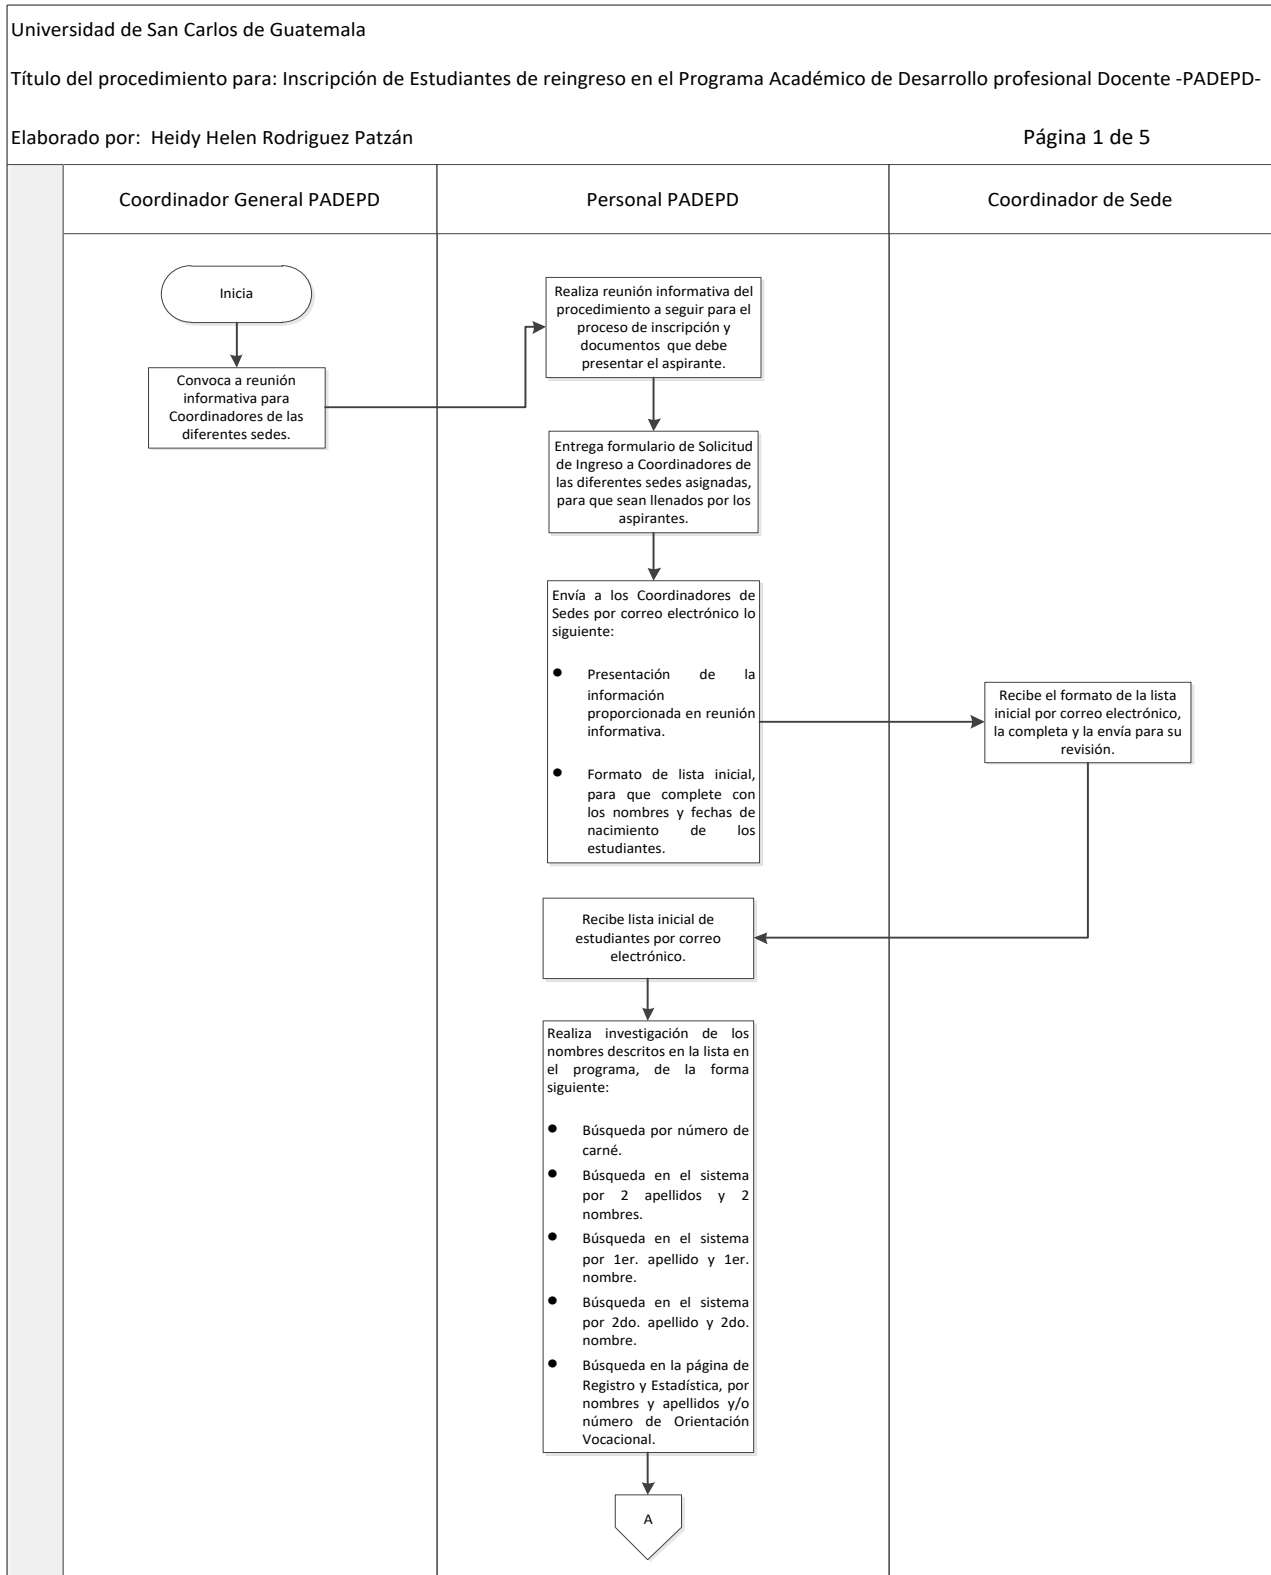 Universidad de San Carlos de Guatemala
Título del procedimiento para: Inscripción de Estudiantes de reingreso en el Programa Académico de Desarrollo profesional Docente -PADEPD-
Elaborado por: Heidy Helen Rodriguez Patzán
Página 1 de 5
Coordinador General PADEPD
Personal PADEPD
Coordinador de Sede
Inicia
Convoca a reunión
informativa para
Coordinadores de las
diferentes sedes.
Realiza reunión informativa del
procedimiento a seguir para el
proceso de inscripción y
documentos que debe
presentar el aspirante.
Entrega formulario de Solicitud
de Ingreso a Coordinadores de
las diferentes sedes asignadas,
para que sean llenados por los
aspirantes.
Envía a los Coordinadores de
Sedes por correo electrónico lo
siguiente:
● Presentación de la
información
proporcionada en reunión
informativa.
● Formato de lista inicial,
para que complete con
los nombres y fechas de
nacimiento de los
estudiantes.
Recibe el formato de la lista
inicial por correo electrónico,
la completa y la envía para su
revisión.
Recibe lista inicial de
estudiantes por correo
electrónico.
Realiza investigación de los
nombres descritos en la lista en
el programa, de la forma
siguiente:
● Búsqueda por número de
carné.
● Búsqueda en el sistema
por 2 apellidos y 2
nombres.
● Búsqueda en el sistema
por 1er. apellido y 1er.
nombre.
● Búsqueda en el sistema
por 2do. apellido y 2do.
nombre.
● Búsqueda en la página de
Registro y Estadística, por
nombres y apellidos y/o
número de Orientación
Vocacional.
A